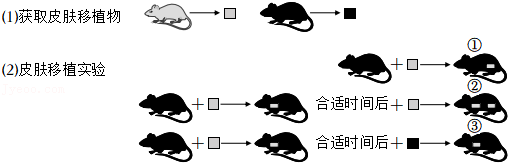 (1)获取皮肤移植物
(2)皮肤移植实验
+ ①
+ 合适时间后+ ②
+ 合适时间后+ ③